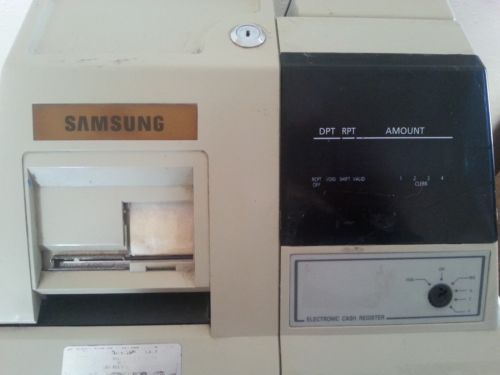 SAMSUNG
DPT RPT AMOUNT
RCPT OFF VOID SHIFT VALID
1 2 3 4
CLERK
ELECTRONIC CASH REGISTER